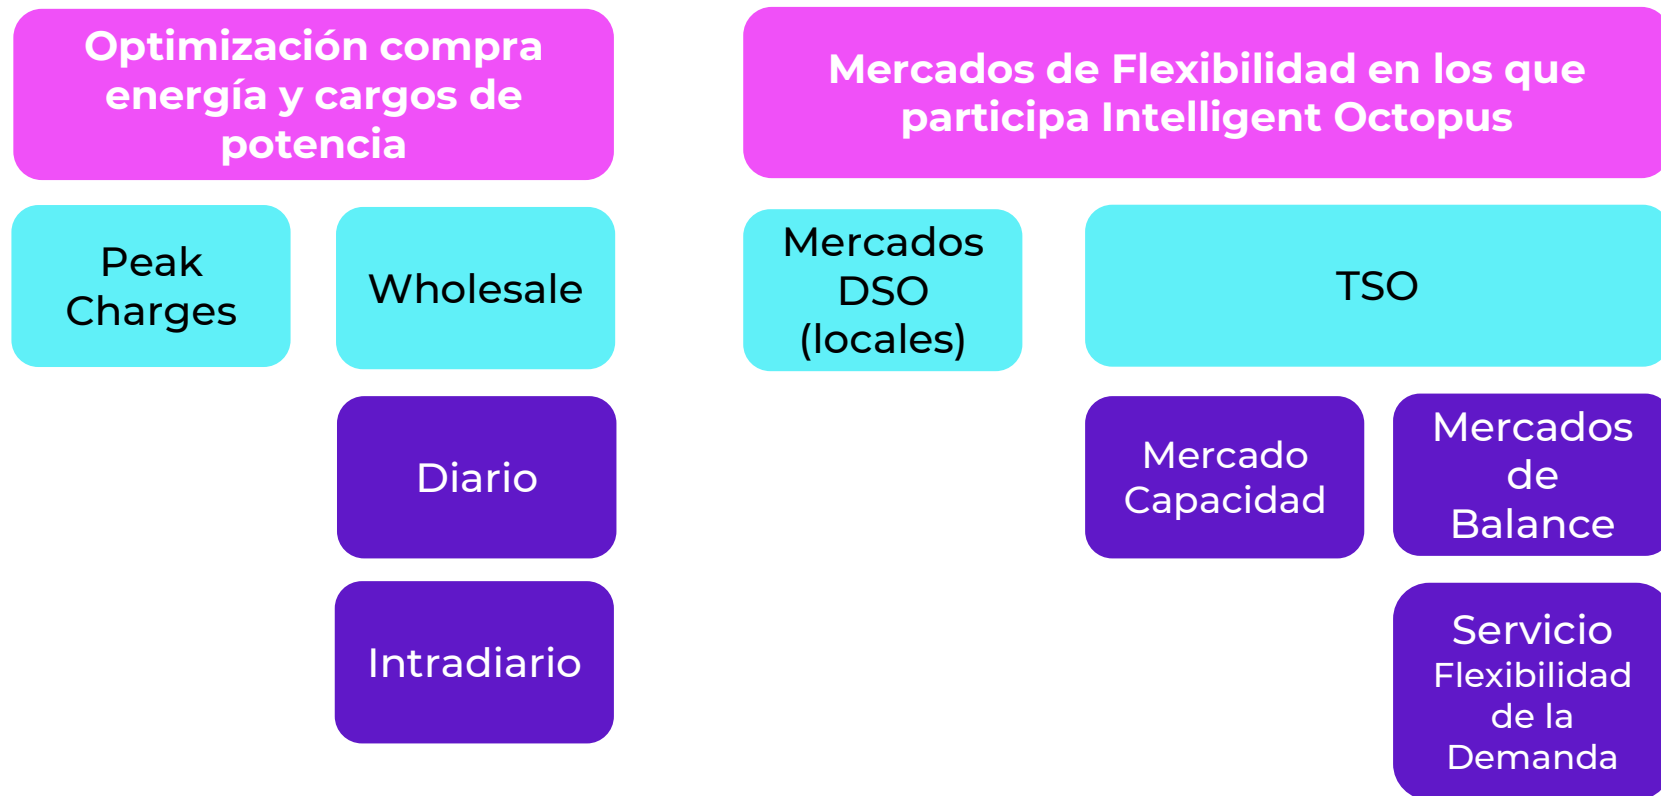 Optimización compra
energía y cargos de
potencia
Mercados de Flexibilidad en los que
participa Intelligent Octopus
Peak
Charges
Wholesale
Mercados
DSO
(locales)
TSO
Diario
Mercado
Capacidad
Mercados
de
Balance
Intradiario
Servicio
Flexibilidad
de la
Demanda